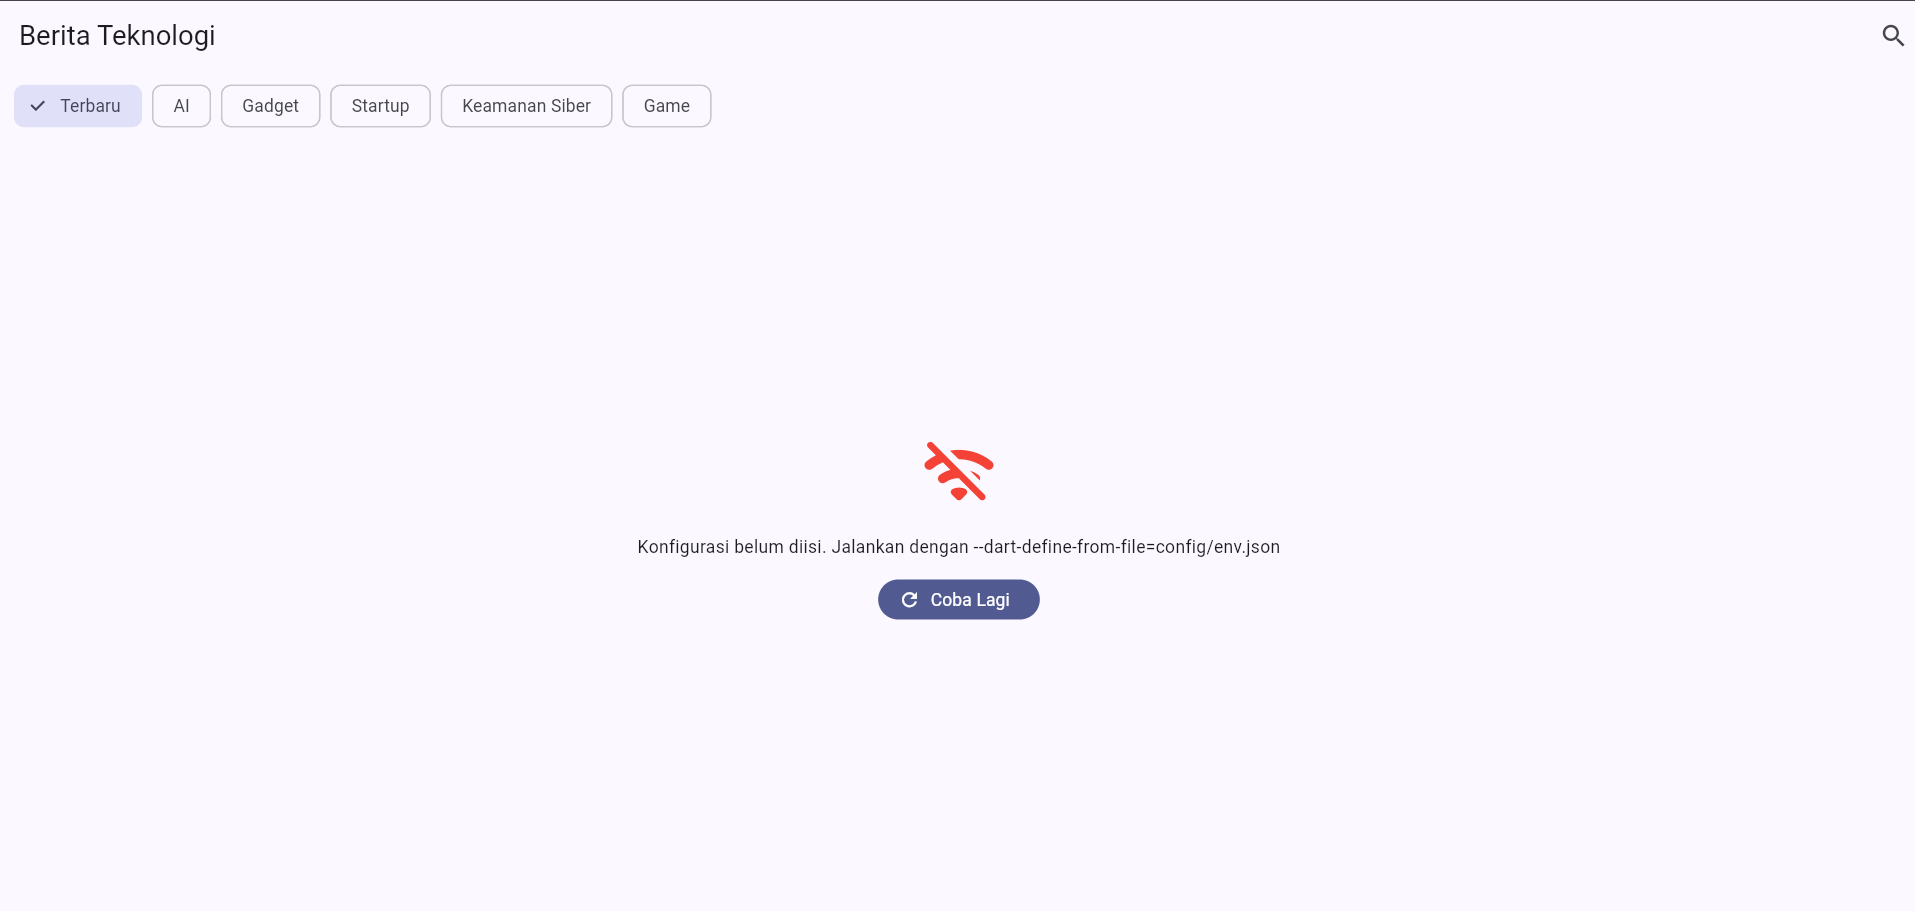 Berita Teknologi
Terbaru AI Gadget Startup Keamanan Siber Game
Konfigurasi belum diisi. Jalankan dengan --dart-define-from-file=config/env.json
Coba Lagi